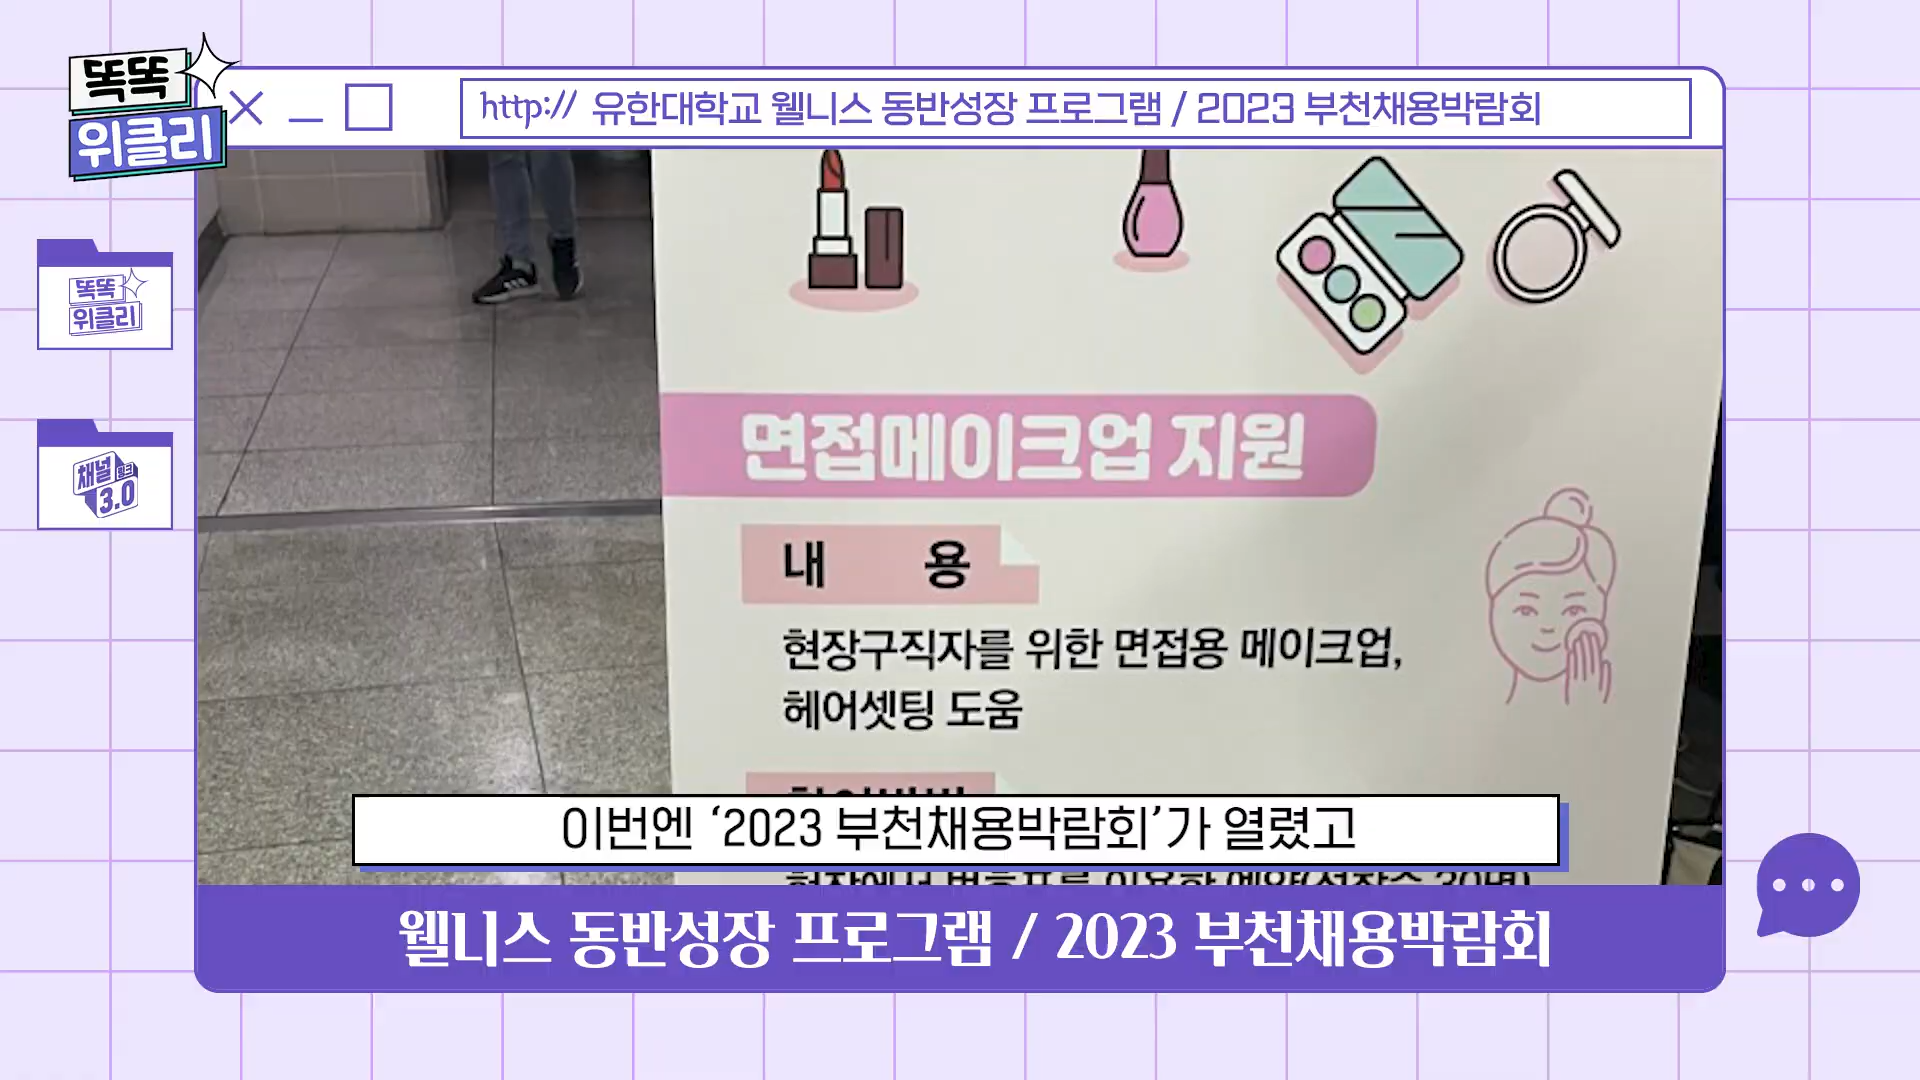 똑똑
위클리
http:// 유한대학교 웰니스 동반성장 프로그램 / 2023 부천채용박람회
똑똑
위클리
채널 핑크
3.0
면접메이크업 지원
내 용
현장구직자를 위한 면접용 메이크업,
헤어셋팅 도움
이번엔 ‘2023 부천채용박람회’가 열렸고
웰니스 동반성장 프로그램 / 2023 부천채용박람회